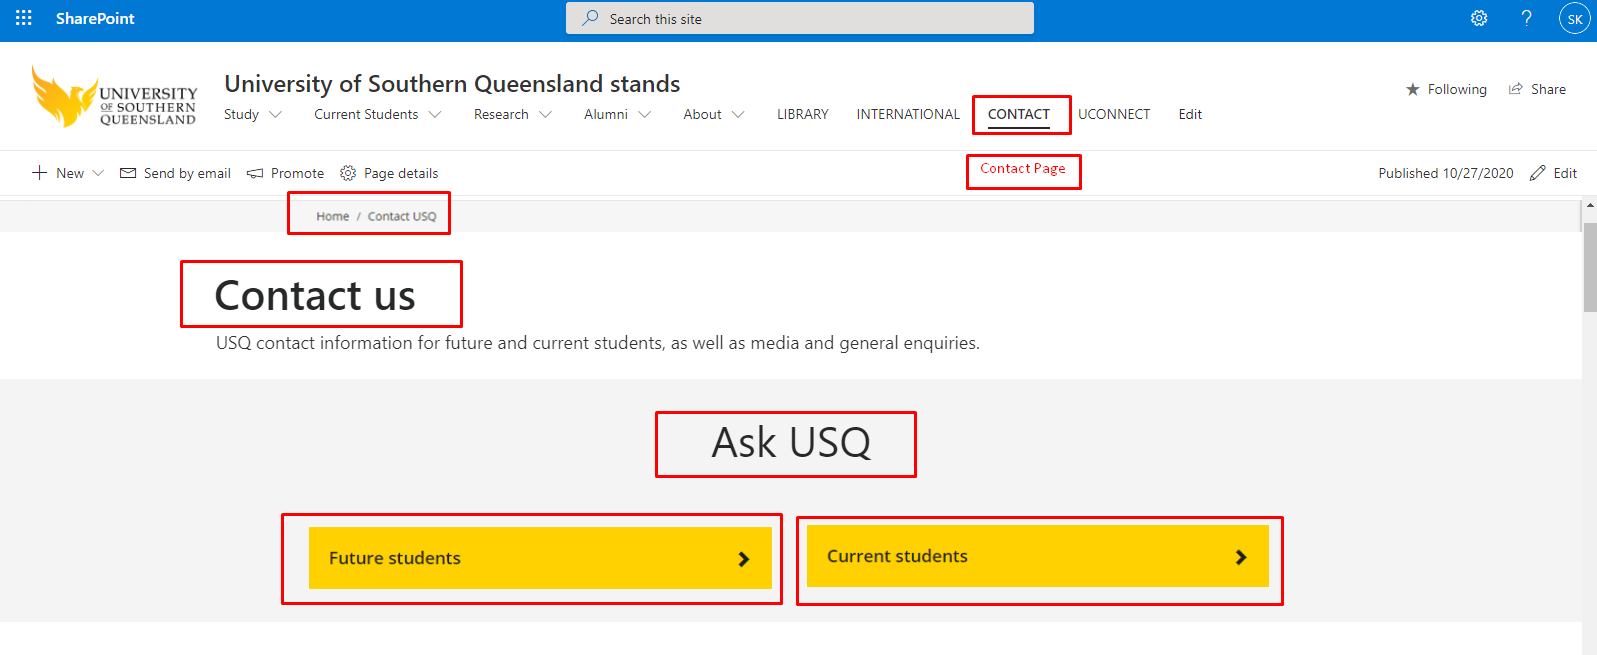 SharePoint
Search this site
SK
UNIVERSITY
OF SOUTHERN
QUEENSLAND
University of Southern Queensland stands
Following
Share
Study Current Students Research Alumni About LIBRARY INTERNATIONAL CONTACT UCONNECT Edit
New Send by email Promote Page details
Contact Page
Published 10/27/2020 Edit
Home / Contact USQ
Contact us
USQ contact information for future and current students, as well as media and general enquiries.
Ask USQ
Future students
Current students